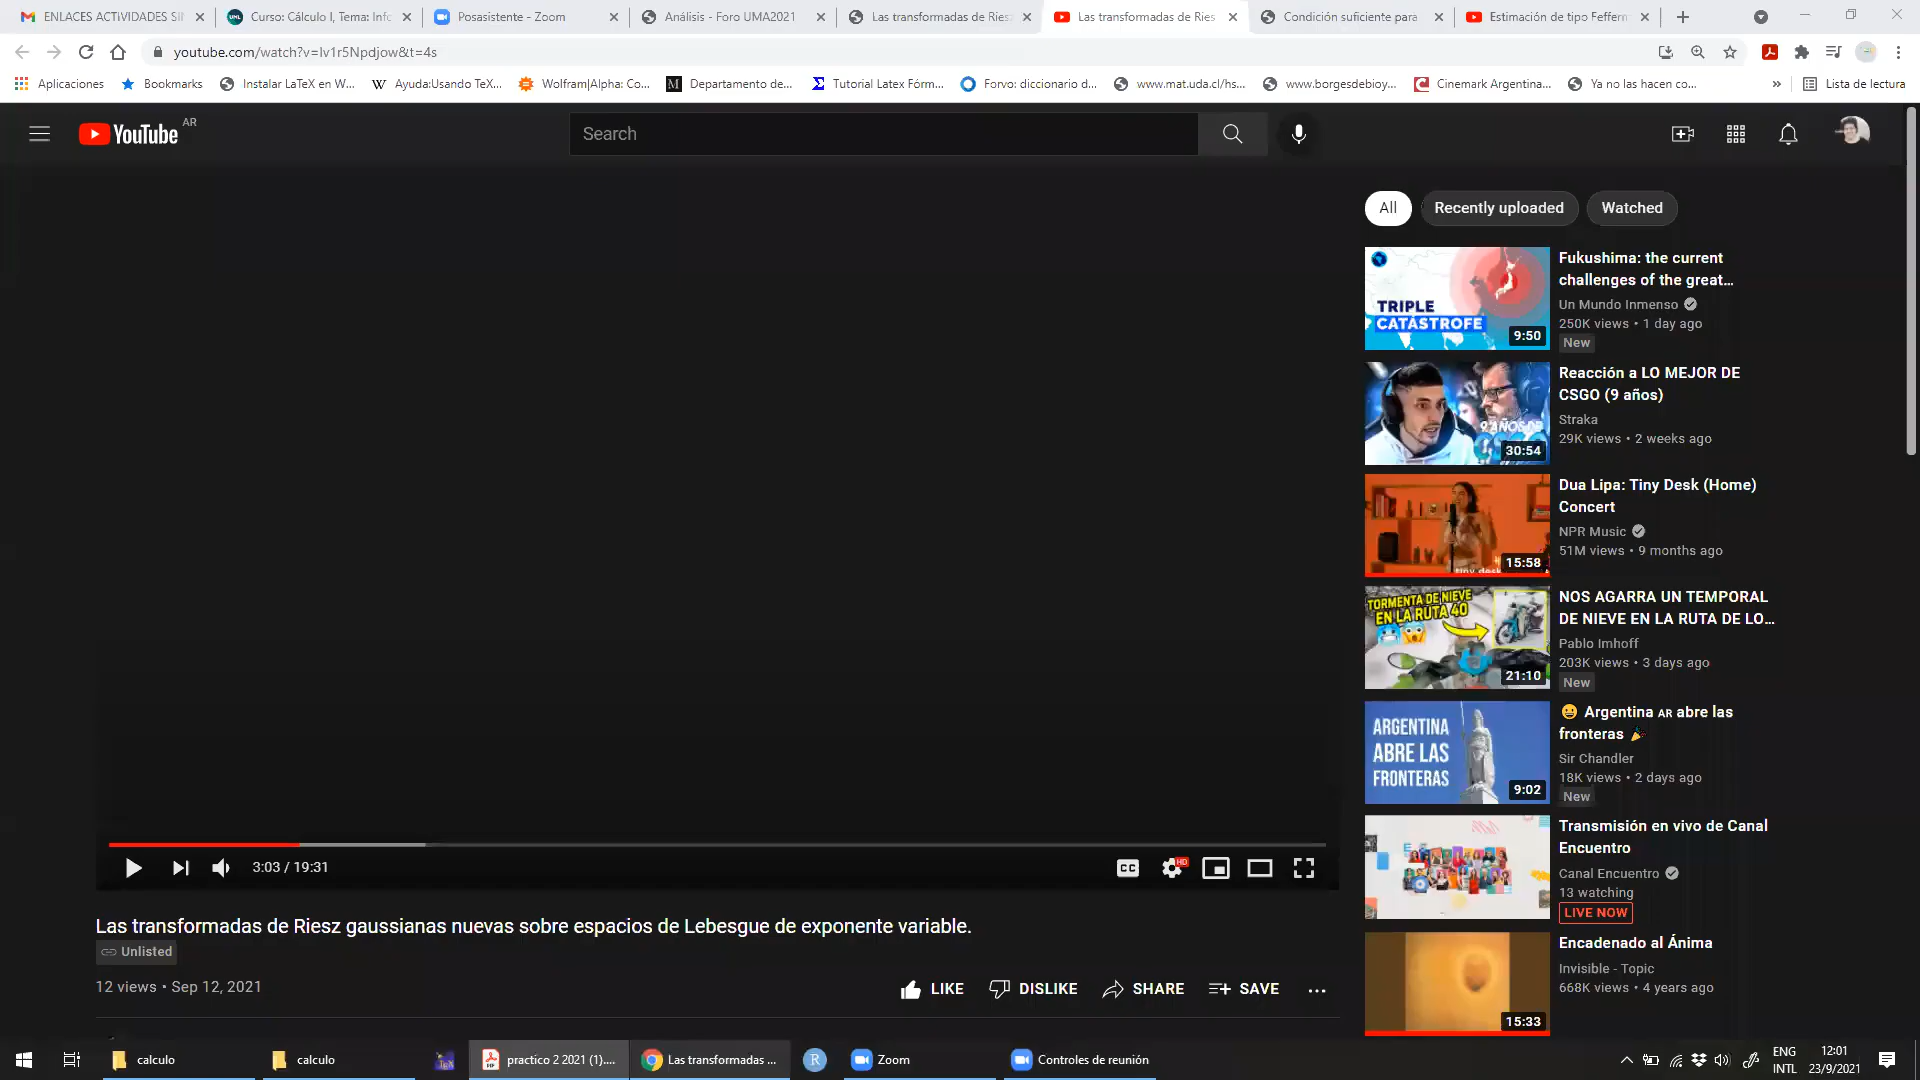 ENLACES ACTIVIDADES SIN
Curso: Cálculo I, Tema: Info
Posasistente - Zoom
Análisis - Foro UMA2021
Las transformadas de Riesz
Las transformadas de Ries
Condición suficiente para
Estimación de tipo Feffern
youtube.com/watch?v=Iv1r5Npdjow&t=4s
Aplicaciones
Bookmarks
Instalar LaTeX en W...
Ayuda:Usando TeX...
Wolfram|Alpha: Co...
Departamento de...
Tutorial Latex Fórm...
Forvo: diccionario d...
www.mat.uda.cl/hs...
www.borgesdebioy...
Cinemark Argentina...
Ya no las hacen co...
»
Lista de lectura
YouTube AR
Search
All
Recently uploaded
Watched
TRIPLE
CATÁSTROFE
9:50
Fukushima: the current
challenges of the great...
Un Mundo Inmenso
250K views • 1 day ago
New
9 AÑOS DE
30:54
Reacción a LO MEJOR DE
CSGO (9 años)
Straka
29K views • 2 weeks ago
tiny desk
15:58
Dua Lipa: Tiny Desk (Home)
Concert
NPR Music
51M views • 9 months ago
TORMENTA DE NIEVE
EN LA RUTA 40
21:10
NOS AGARRA UN TEMPORAL
DE NIEVE EN LA RUTA DE LO...
Pablo Imhoff
203K views • 3 days ago
New
ARGENTINA
ABRE LAS
FRONTERAS
9:02
😀 Argentina AR abre las
fronteras 🎉
Sir Chandler
18K views • 2 days ago
New
Transmisión en vivo de Canal
Encuentro
Canal Encuentro
13 watching
LIVE NOW
15:33
Encadenado al Ánima
Invisible - Topic
668K views • 4 years ago
3:03 / 19:31
CC
HD
Las transformadas de Riesz gaussianas nuevas sobre espacios de Lebesgue de exponente variable.
Unlisted
12 views • Sep 12, 2021
LIKE
DISLIKE
SHARE
SAVE
calculo
calculo
practico 2 2021 (1)....
Las transformadas ...
R
Zoom
Controles de reunión
ENG
INTL
12:01
23/9/2021